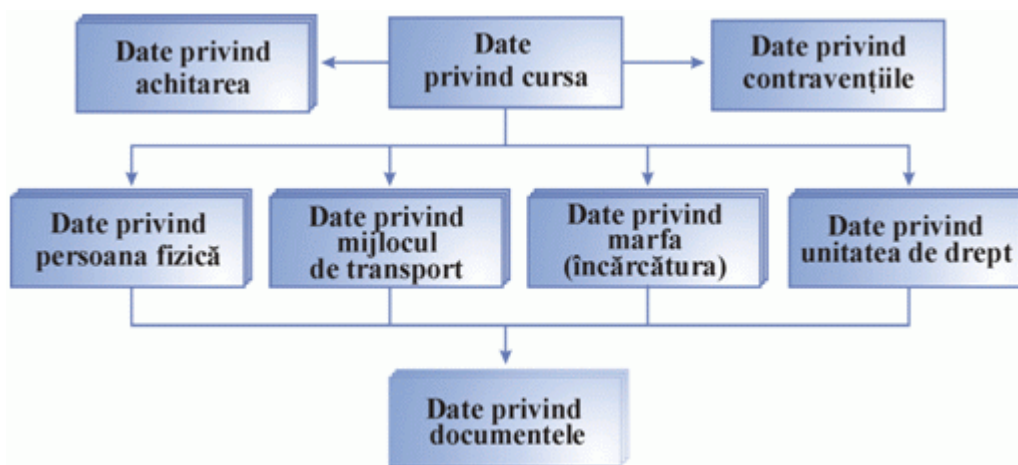 Date privind
achitarea
Date
privind cursa
Date privind
contravențiile
Date privind
persoana fizică
Date privind
mijlocul
de transport
Date privind
marfa
(încărcătura)
Date privind
unitatea de drept
Date privind
documentele